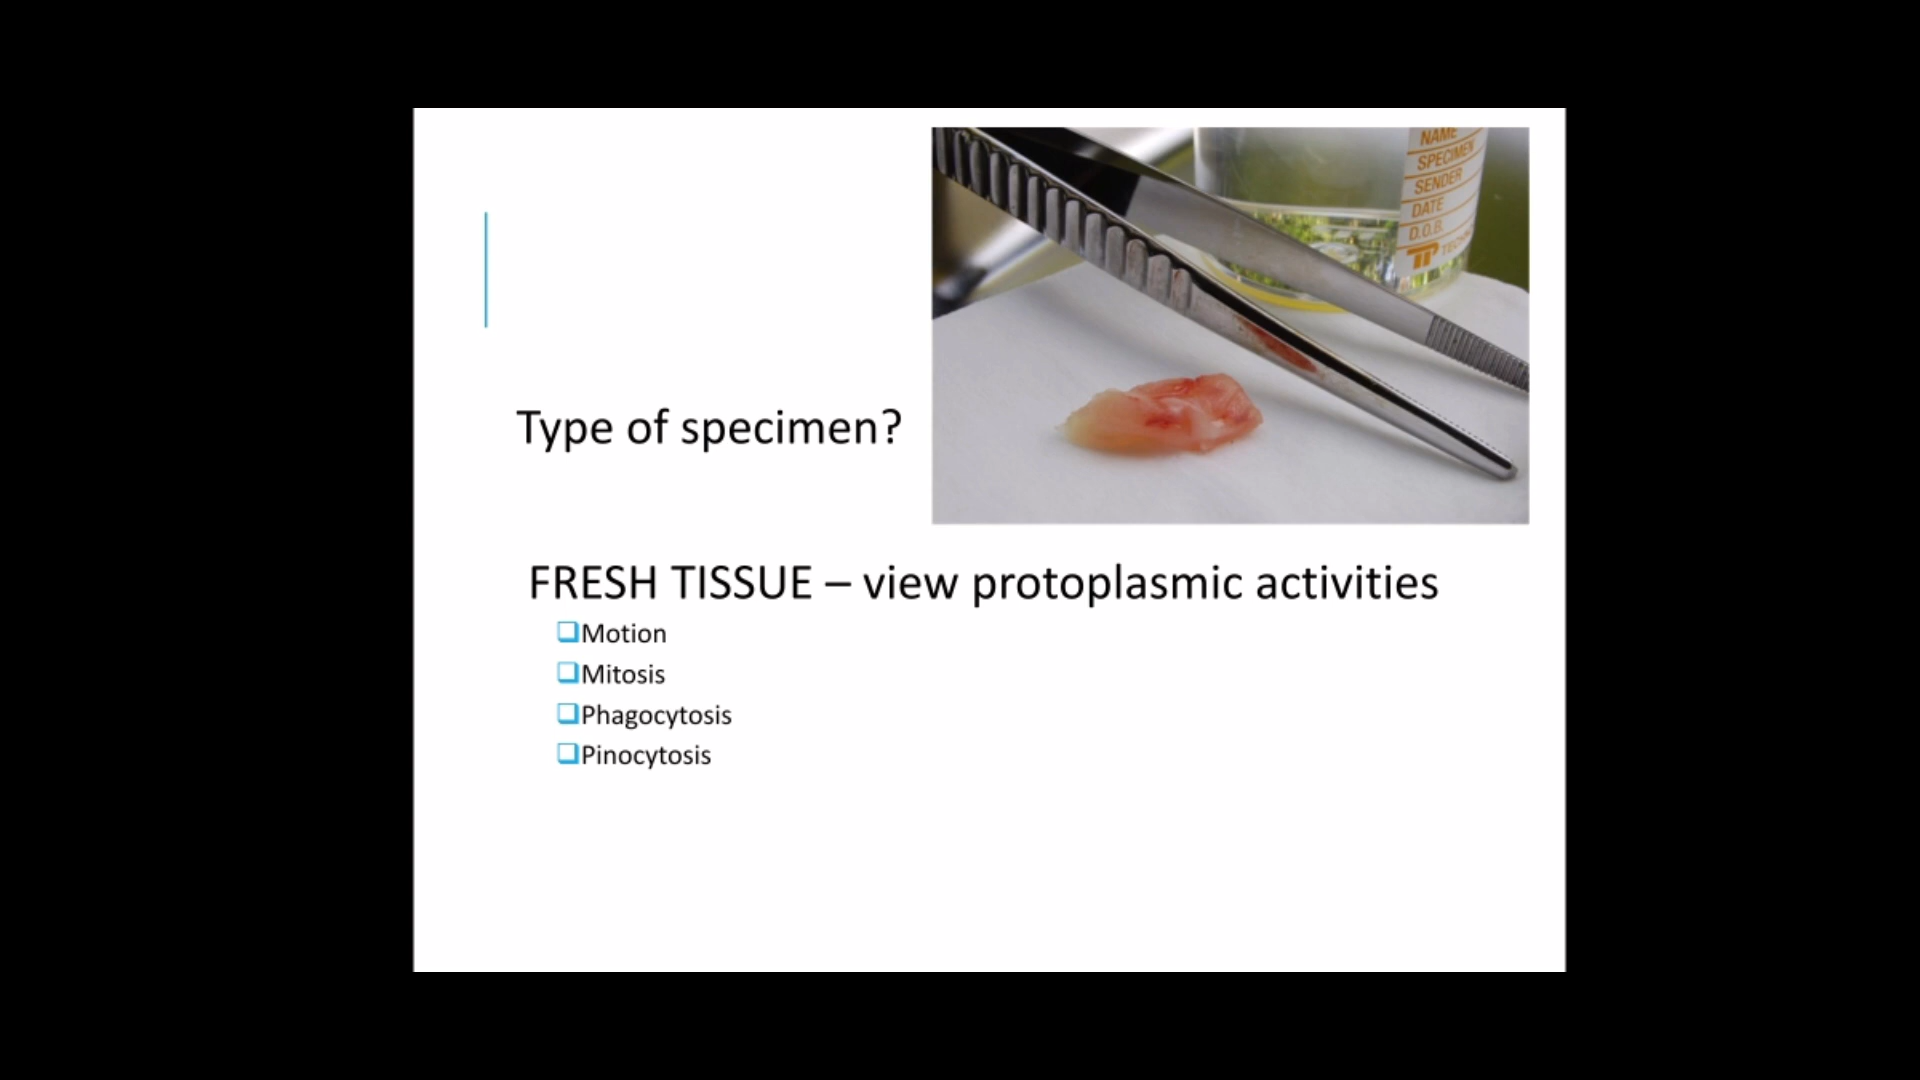 NAME
SPECIMEN
SENDER
DATE
D.O.B.
Type of specimen?
FRESH TISSUE – view protoplasmic activities
Motion
Mitosis
Phagocytosis
Pinocytosis